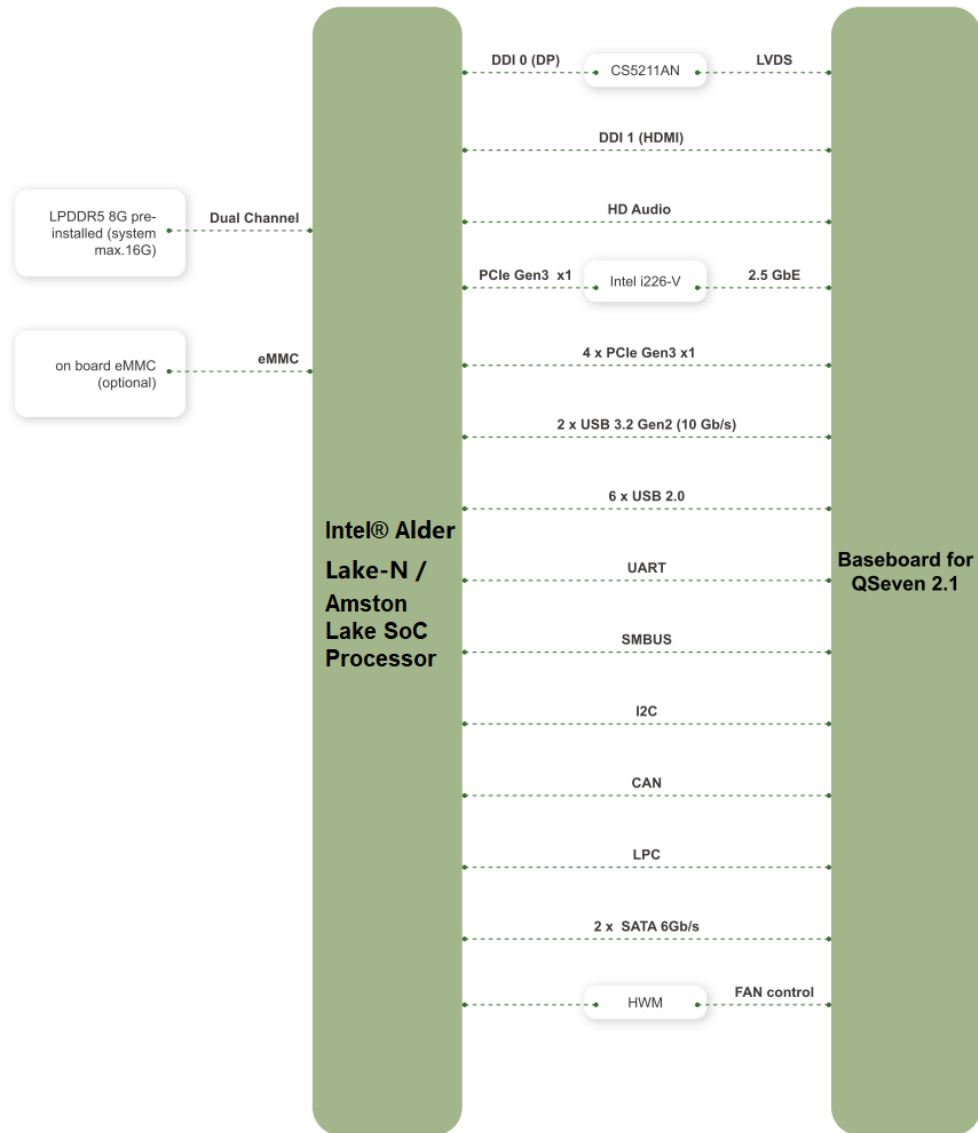 DDI 0 (DP)
CS5211AN
LVDS
DDI 1 (HDMI)
LPDDR5 8G pre-
installed (system
max.16G)
Dual Channel
HD Audio
PCIe Gen3  x1
Intel i226-V
2.5 GbE
on board eMMC
(optional)
eMMC
4 x PCIe Gen3 x1
2 x USB 3.2 Gen2 (10 Gb/s)
6 x USB 2.0
Intel® Alder
Lake-N /
Amston
Lake SoC
Processor
Baseboard for
QSeven 2.1
UART
SMBUS
I2C
CAN
LPC
2 x  SATA 6Gb/s
HWM
FAN control